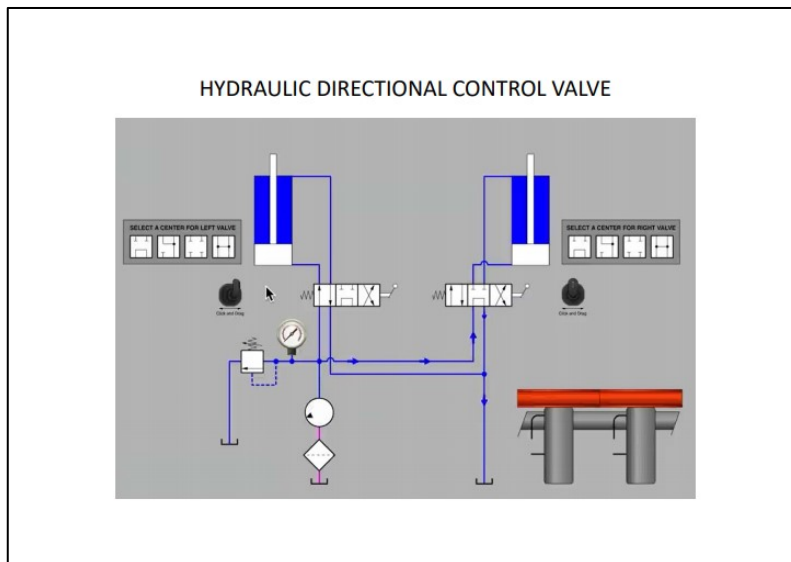 HYDRAULIC DIRECTIONAL CONTROL VALVE
SELECT A CENTER FOR LEFT VALVE
SELECT A CENTER FOR RIGHT VALVE
Click and Drag
Click and Drag